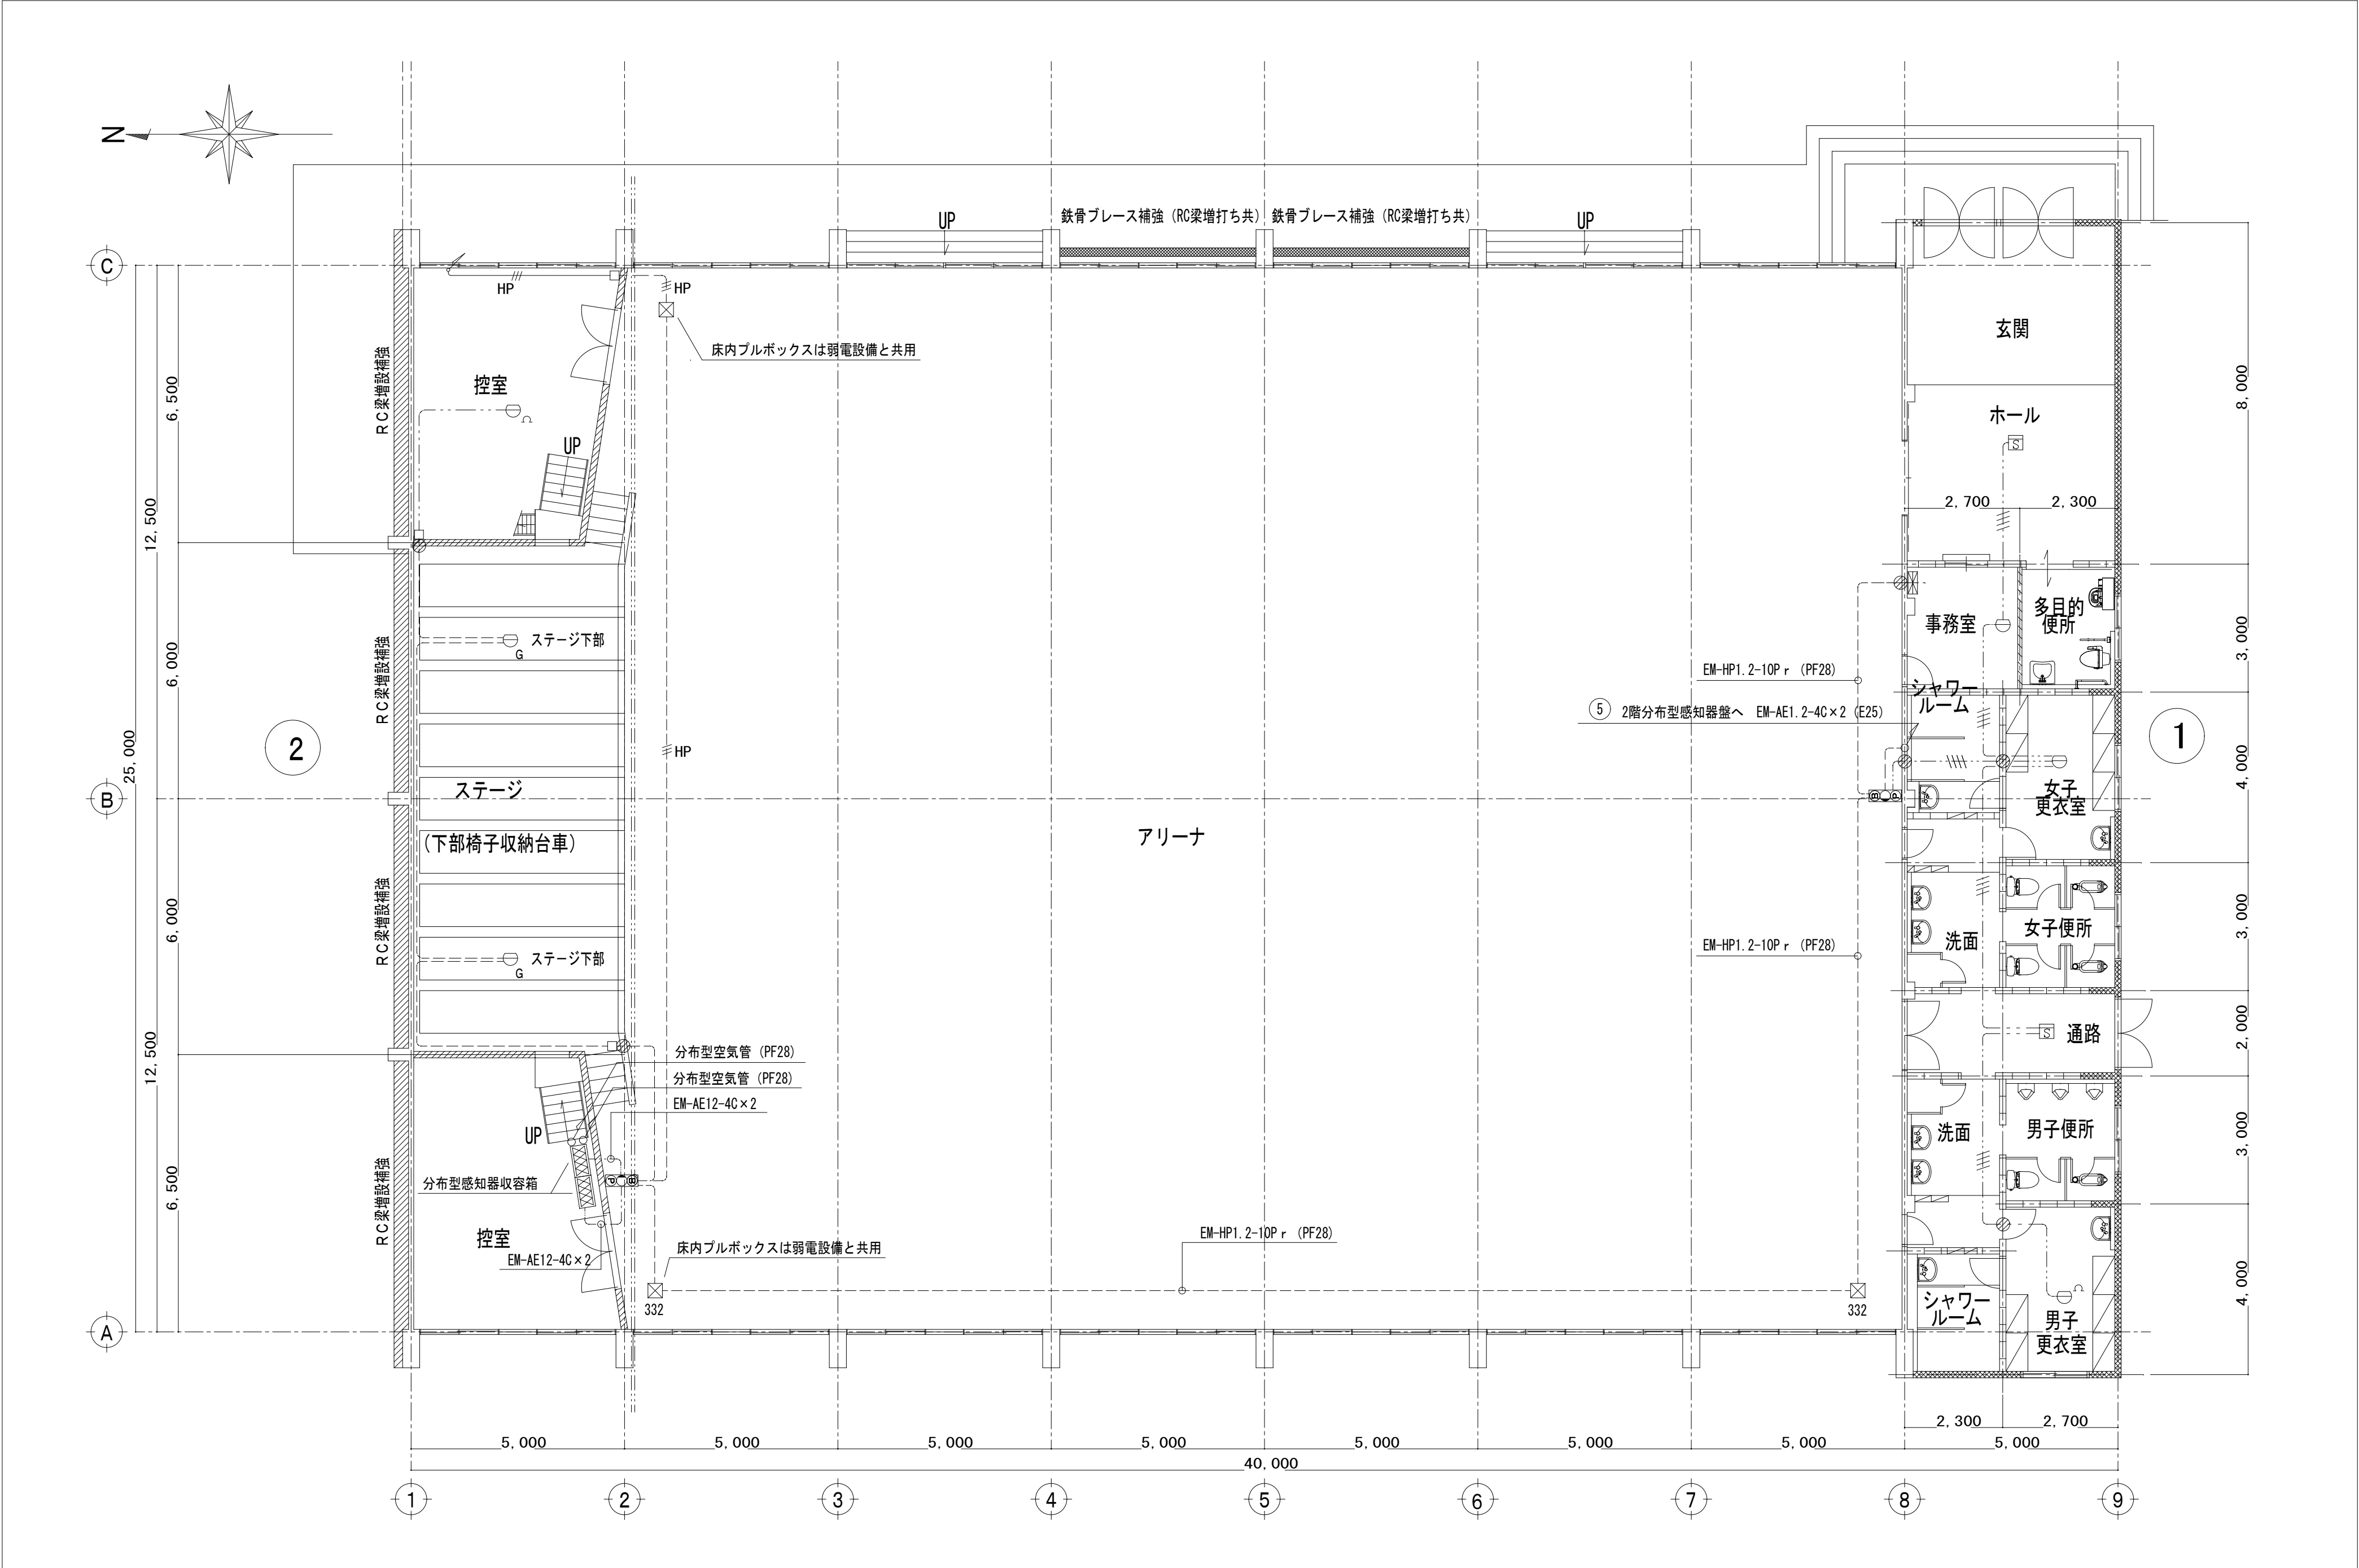 N
UP
鉄骨ブレース補強（RC梁増打ち共）
鉄骨ブレース補強（RC梁増打ち共）
UP
C
HP
HP
床内プルボックスは弱電設備と共用
玄関
控室
ホール
S
UP
RC梁増設補強
6,500
12,500
8,000
2,700
2,300
ステージ下部
G
事務室
多目的
便所
RC梁増設補強
6,000
3,000
EM-HP1.2-10Pr（PF28）
シャワー
ルーム
⑤ 2階分布型感知器盤へ EM-AE1.2-4C×2（E25）
2
1
HP
25,000
4,000
B
ステージ
女子
更衣室
B
P
アリーナ
（下部椅子収納台車）
RC梁増設補強
6,000
3,000
女子便所
洗面
EM-HP1.2-10Pr（PF28）
ステージ下部
G
S
通路
2,000
12,500
分布型空気管（PF28）
分布型空気管（PF28）
EM-AE12-4C×2
UP
男子便所
洗面
3,000
RC梁増設補強
6,500
分布型感知器収容箱
P
B
控室
EM-AE12-4C×2
床内プルボックスは弱電設備と共用
EM-HP1.2-10Pr（PF28）
332
332
シャワー
ルーム
男子
更衣室
4,000
A
2,300
2,700
5,000
5,000
5,000
5,000
5,000
5,000
5,000
5,000
40,000
1
2
3
4
5
6
7
8
9